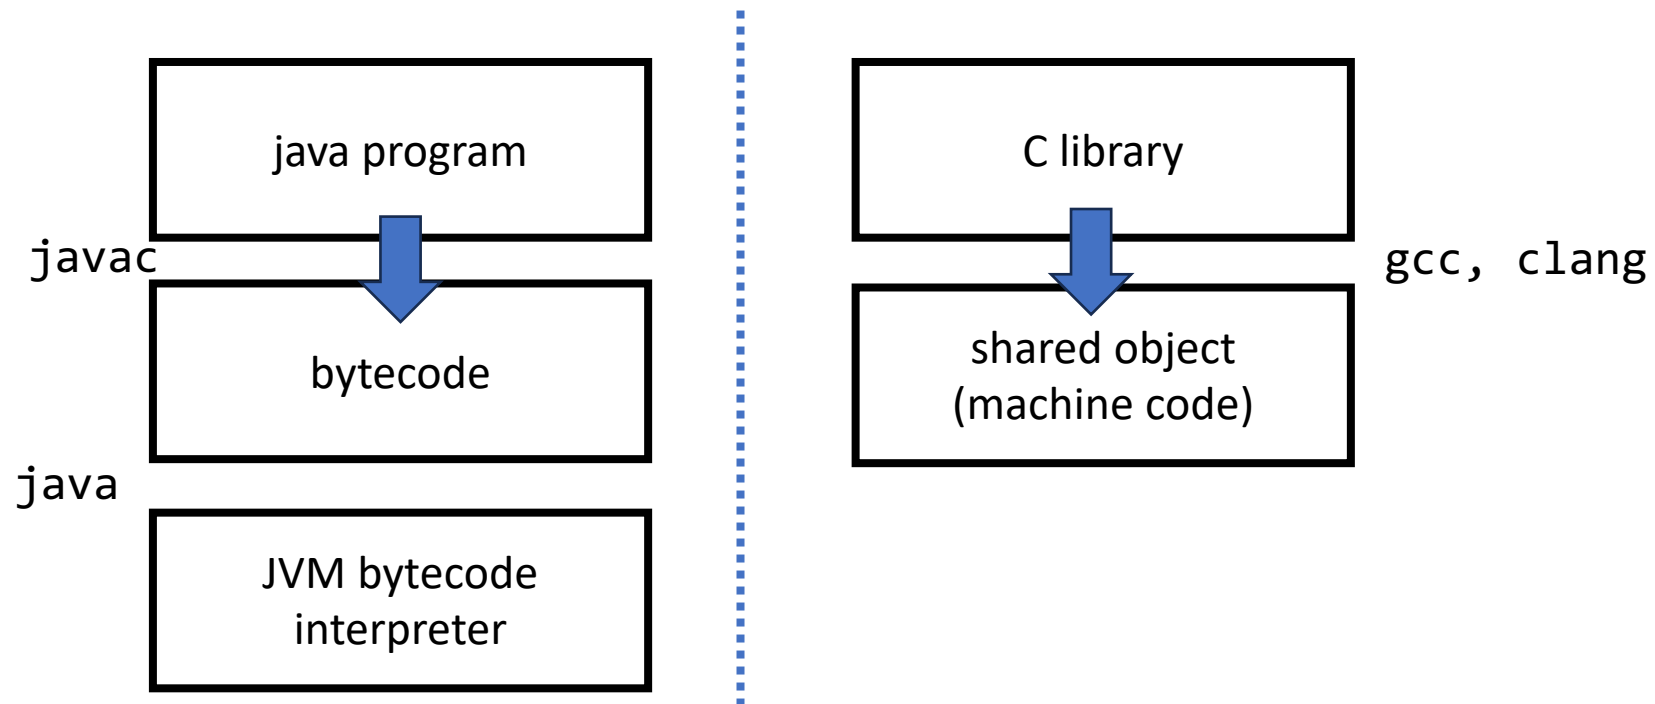 java program
javac
bytecode
java
JVM bytecode
interpreter
C library
gcc, clang
shared object
(machine code)